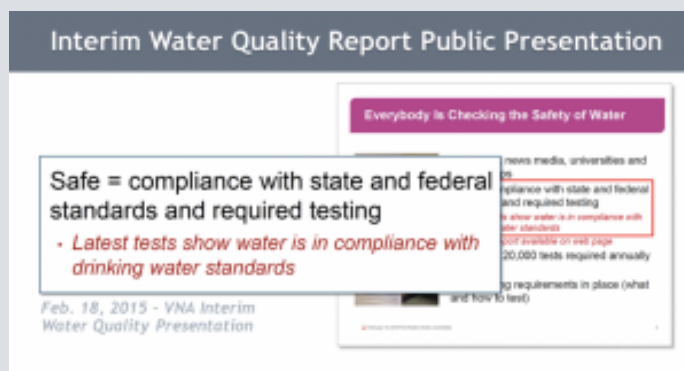 Interim Water Quality Report Public Presentation
Everybody Is Checking the Safety of Water
news media, universities and
Safe = compliance with state and federal
standards and required testing
• Latest tests show water is in compliance with
drinking water standards
compliance with state and federal
and required testing
show water is in compliance with
water standards
report available on web page
20,000 tests required annually
requirements in place (what
and how to test)
Feb. 18, 2015 - VNA Interim
Water Quality Presentation